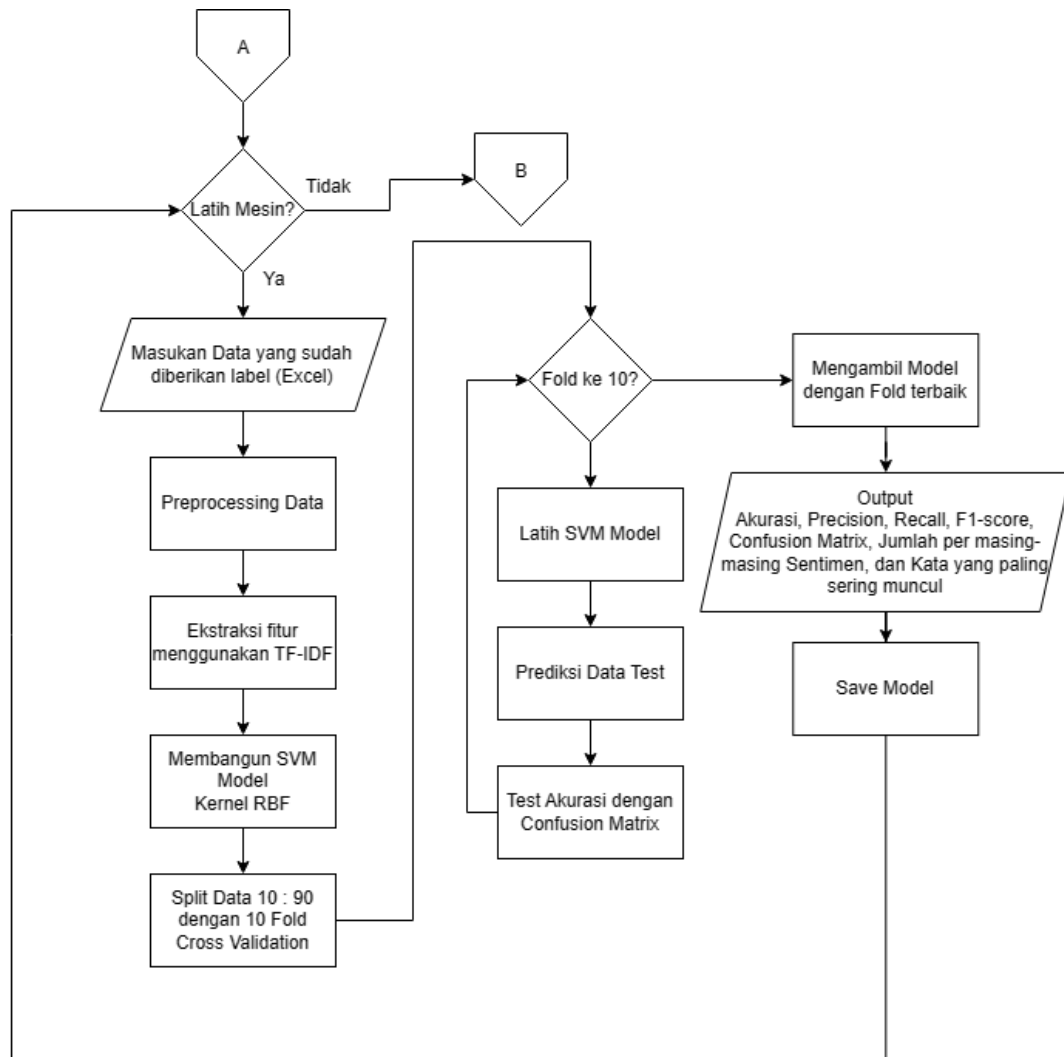 A
Latih Mesin?
Tidak
B
Ya
Masukan Data yang sudah
diberikan label (Excel)
Preprocessing Data
Ekstraksi fitur
menggunakan TF-IDF
Membangun SVM
Model
Kernel RBF
Split Data 10 : 90
dengan 10 Fold
Cross Validation
Fold ke 10?
Latih SVM Model
Prediksi Data Test
Test Akurasi dengan
Confusion Matrix
Mengambil Model
dengan Fold terbaik
Output
Akurasi, Precision, Recall, F1-score,
Confusion Matrix, Jumlah per masing-
masing Sentimen, dan Kata yang paling
sering muncul
Save Model